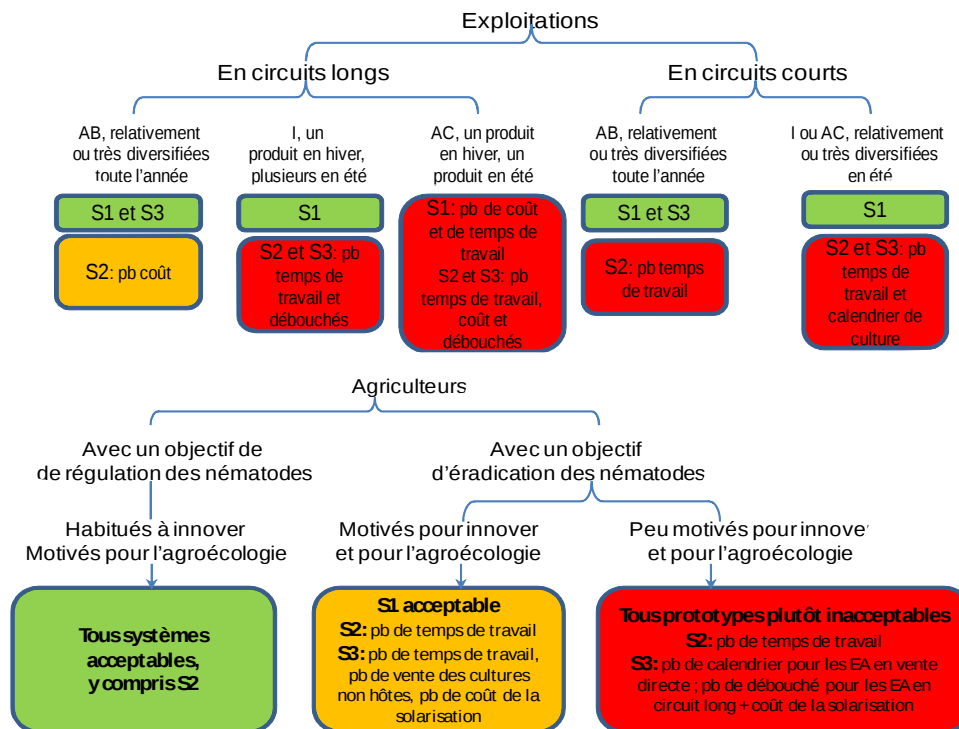 Exploitations
En circuits longs
En circuits courts
AB, relativement
ou très diversifiées
toute l'année
I, un
produit en hiver,
plusieurs en été
AC, un produit
en hiver, un
produit en été
AB, relativement
ou très diversifiées
toute l'année
I ou AC, relativement
ou très diversifiées
en été
S1 et S3
S2: pb coût
S1
S2 et S3: pb
temps de
travail et
débouchés
S1: pb de coût
et de temps de
travail
S2 et S3: pb
temps de travail,
coût et
débouchés
S1 et S3
S2: pb temps
de travail
S1
S2 et S3: pb
temps de
travail et
calendrier de
culture
Agriculteurs
Avec un objectif de
de régulation des nématodes
Avec un objectif
d'éradication des nématodes
Habitués à innover
Motivés pour l'agroécologie
Motivés pour innover
et pour l'agroécologie
Peu motivés pour innover
et pour l'agroécologie
Tous systèmes
acceptables,
y compris S2
S1 acceptable
S2: pb de temps de travail
S3: pb de temps de travail,
pb de vente des cultures
non hôtes, pb de coût de la
solarisation
Tous prototypes plutôt inacceptables
S2: pb de temps de travail
S3: pb de calendrier pour les EA en vente
directe ; pb de débouché pour les EA en
circuit long + coût de la solarisation